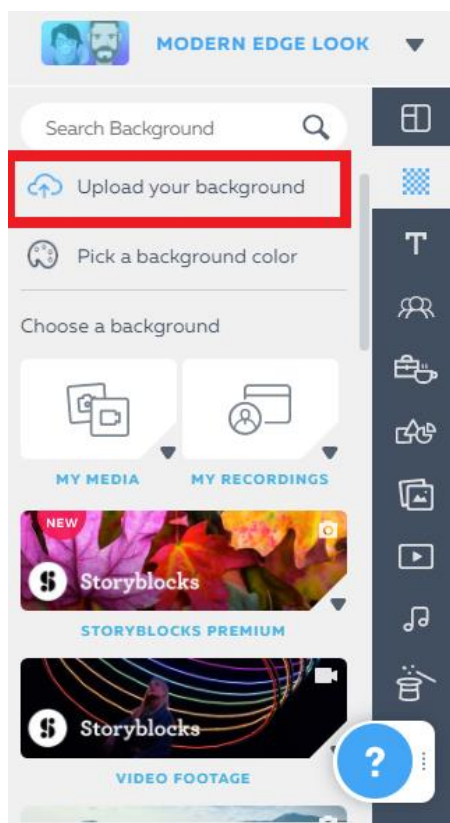 MODERN EDGE LOOK
Search Background
Upload your background
Pick a background color
Choose a background
MY MEDIA
MY RECORDINGS
NEW
Storyblocks
STORYBLOCKS PREMIUM
Storyblocks
VIDEO FOOTAGE
T
?